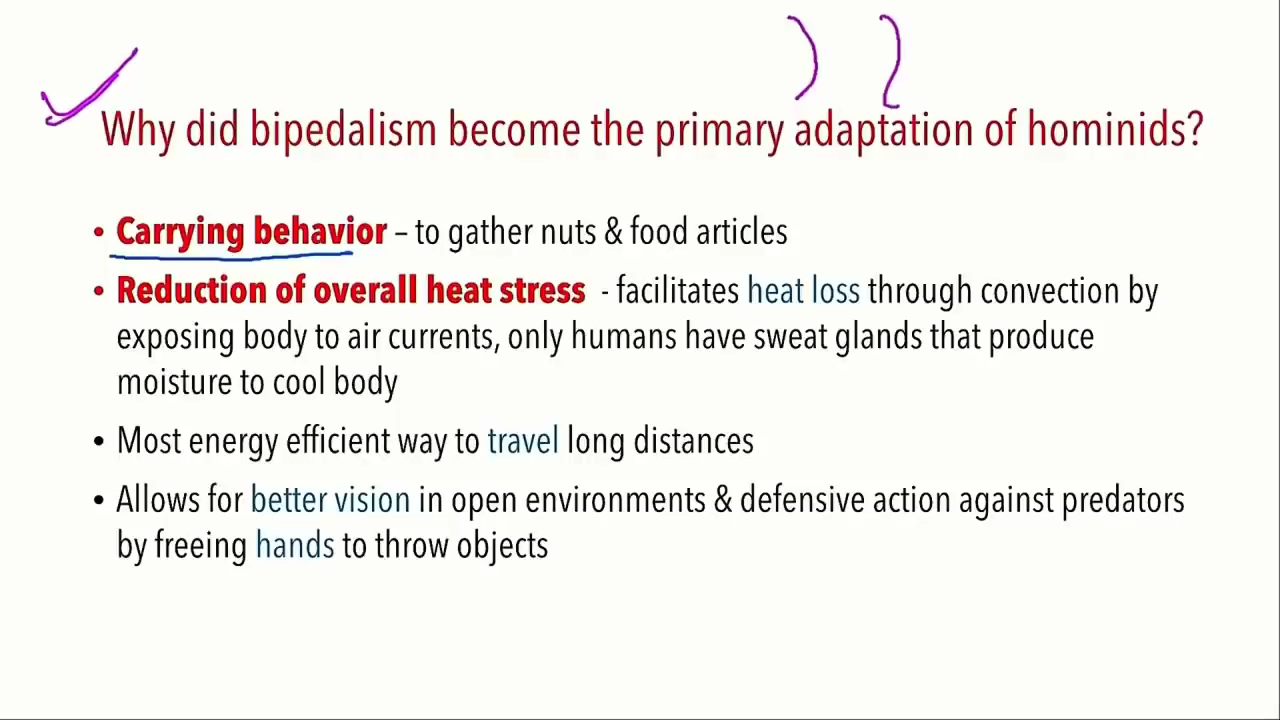 Why did bipedalism become the primary adaptation of hominids?
• Carrying behavior – to gather nuts & food articles
• Reduction of overall heat stress - facilitates heat loss through convection by
exposing body to air currents, only humans have sweat glands that produce
moisture to cool body
• Most energy efficient way to travel long distances
• Allows for better vision in open environments & defensive action against predators
by freeing hands to throw objects